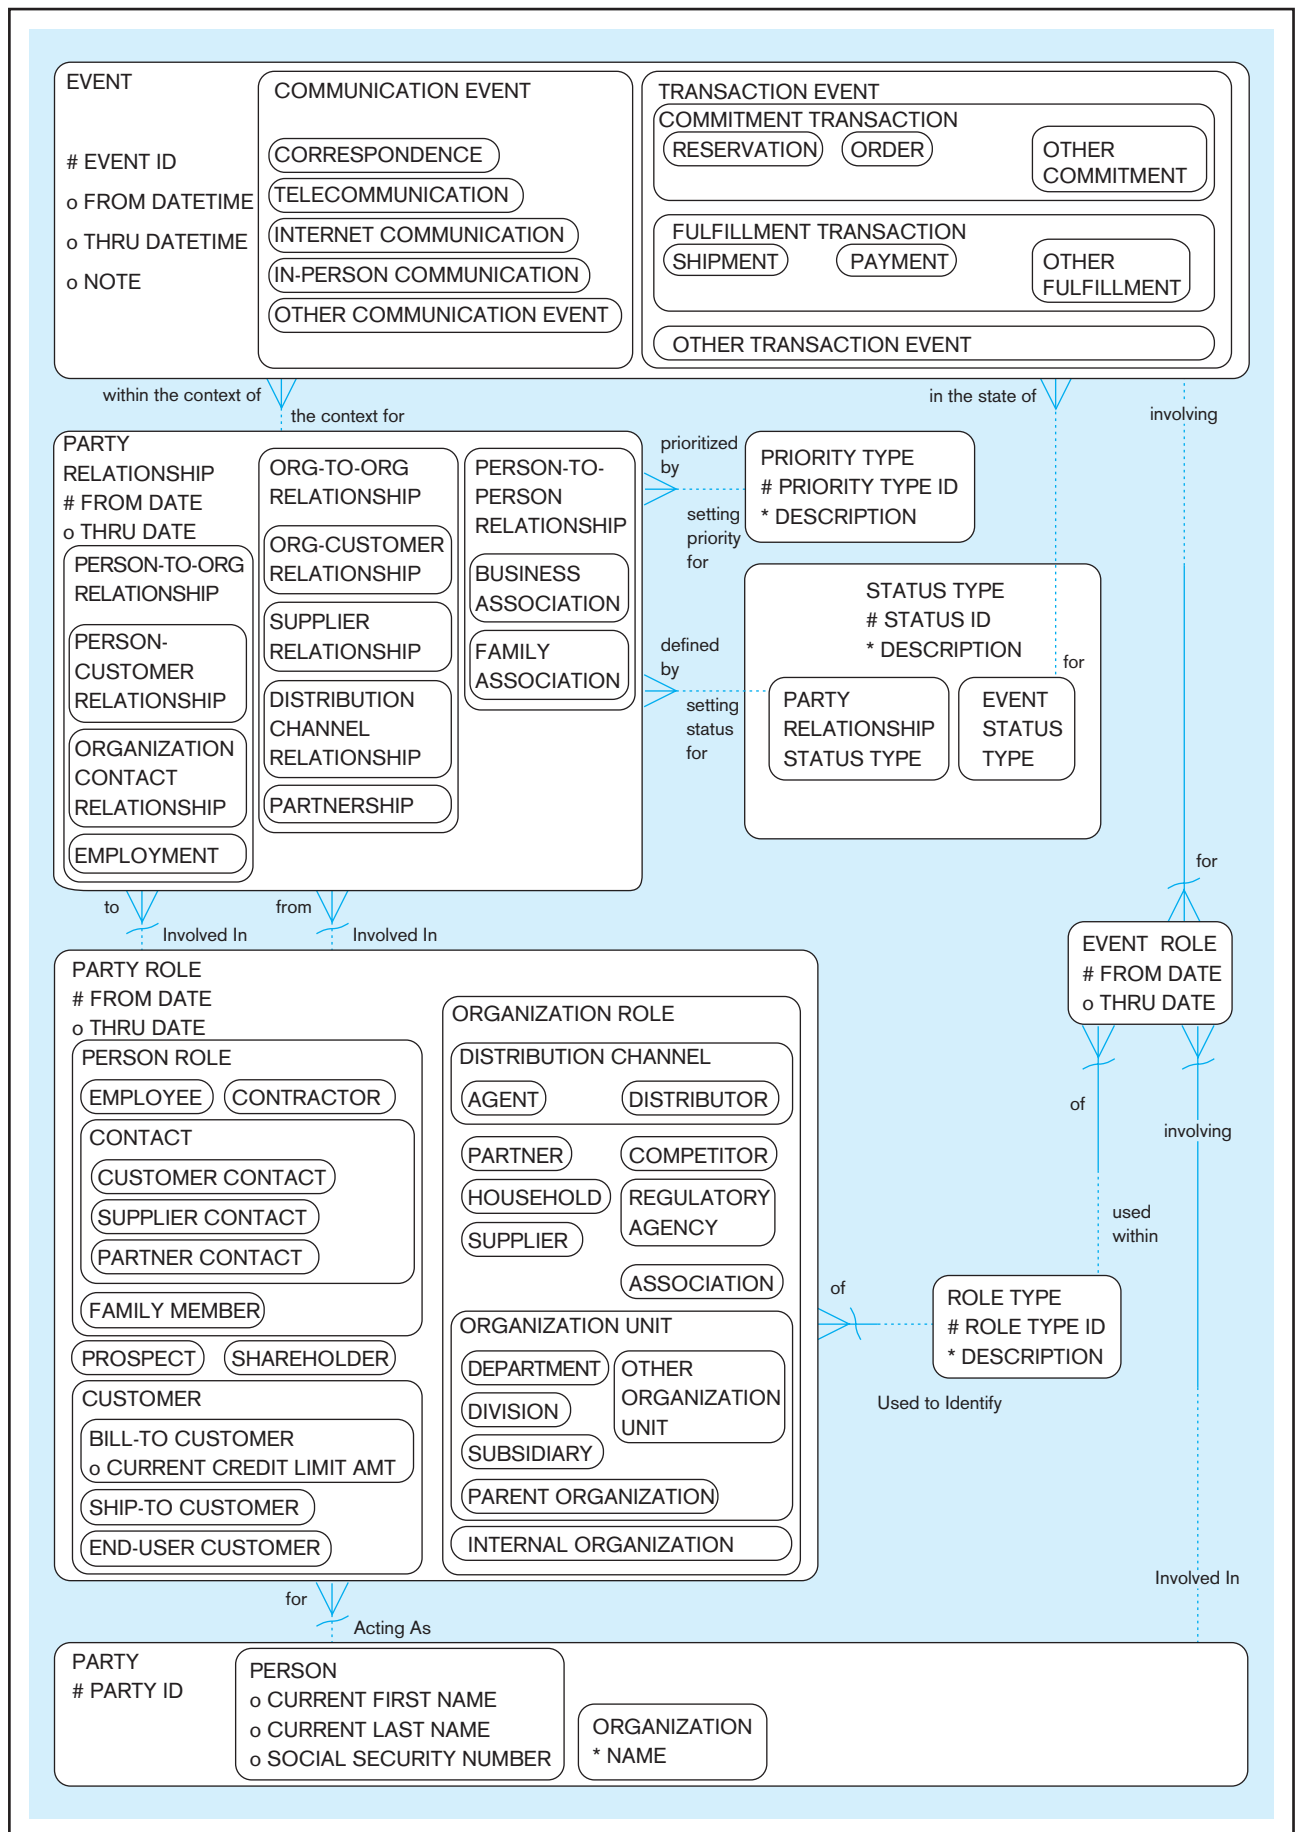 EVENT
# EVENT ID
o FROM DATETIME
o THRU DATETIME
o NOTE
COMMUNICATION EVENT
CORRESPONDENCE
TELECOMMUNICATION
INTERNET COMMUNICATION
IN-PERSON COMMUNICATION
OTHER COMMUNICATION EVENT
TRANSACTION EVENT
COMMITMENT TRANSACTION
RESERVATION
ORDER
OTHER
COMMITMENT
FULFILLMENT TRANSACTION
SHIPMENT
PAYMENT
OTHER
FULFILLMENT
OTHER TRANSACTION EVENT
within the context of
the context for
in the state of
involving
PARTY
RELATIONSHIP
# FROM DATE
o THRU DATE
PERSON-TO-ORG
RELATIONSHIP
PERSON-
CUSTOMER
RELATIONSHIP
ORGANIZATION
CONTACT
RELATIONSHIP
EMPLOYMENT
ORG-TO-ORG
RELATIONSHIP
ORG-CUSTOMER
RELATIONSHIP
SUPPLIER
RELATIONSHIP
DISTRIBUTION
CHANNEL
RELATIONSHIP
PARTNERSHIP
PERSON-TO-
PERSON
RELATIONSHIP
BUSINESS
ASSOCIATION
FAMILY
ASSOCIATION
prioritized
by
setting
priority
for
PRIORITY TYPE
# PRIORITY TYPE ID
* DESCRIPTION
defined
by
setting
status
for
STATUS TYPE
# STATUS ID
* DESCRIPTION
for
PARTY
RELATIONSHIP
STATUS TYPE
EVENT
STATUS
TYPE
to
Involved In
from
Involved In
for
EVENT ROLE
# FROM DATE
o THRU DATE
PARTY ROLE
# FROM DATE
o THRU DATE
PERSON ROLE
EMPLOYEE
CONTRACTOR
CONTACT
CUSTOMER CONTACT
SUPPLIER CONTACT
PARTNER CONTACT
FAMILY MEMBER
PROSPECT
SHAREHOLDER
CUSTOMER
BILL-TO CUSTOMER
o CURRENT CREDIT LIMIT AMT
SHIP-TO CUSTOMER
END-USER CUSTOMER
ORGANIZATION ROLE
DISTRIBUTION CHANNEL
AGENT
DISTRIBUTOR
PARTNER
COMPETITOR
HOUSEHOLD
REGULATORY
AGENCY
SUPPLIER
ASSOCIATION
ORGANIZATION UNIT
DEPARTMENT
OTHER
ORGANIZATION
UNIT
DIVISION
SUBSIDIARY
PARENT ORGANIZATION
INTERNAL ORGANIZATION
of
involving
used
within
of
ROLE TYPE
# ROLE TYPE ID
* DESCRIPTION
Used to Identify
Involved In
for
Acting As
PARTY
# PARTY ID
PERSON
o CURRENT FIRST NAME
o CURRENT LAST NAME
o SOCIAL SECURITY NUMBER
ORGANIZATION
* NAME